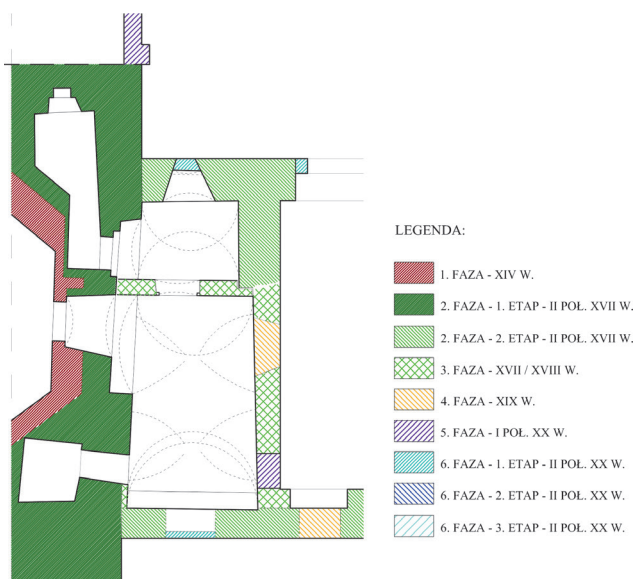 LEGENDA:
1. FAZA - XIV W.
2. FAZA - 1. ETAP - II POŁ. XVII W.
2. FAZA - 2. ETAP - II POŁ. XVII W.
3. FAZA - XVII / XVIII W.
4. FAZA - XIX W.
5. FAZA - I POŁ. XX W.
6. FAZA - 1. ETAP - II POŁ. XX W.
6. FAZA - 2. ETAP - II POŁ. XX W.
6. FAZA - 3. ETAP - II POŁ. XX W.